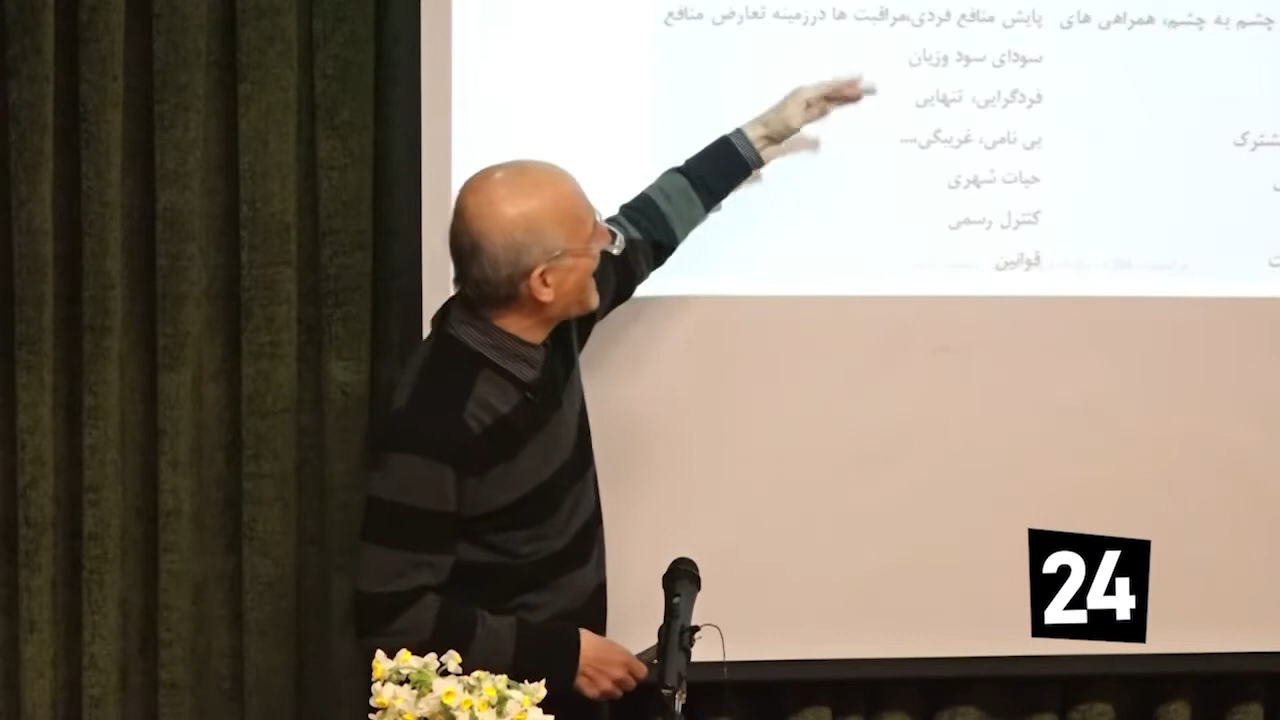 چشم به چشم، همراهی های پایش منافع فردی،مراقبت ها درزمینه تعارض منافع
سودای سود وزیان
فردگرایی، تنهایی
شترک بی نامی، غریبگی،...
حیات شهری
کنترل رسمی
قوانین
24